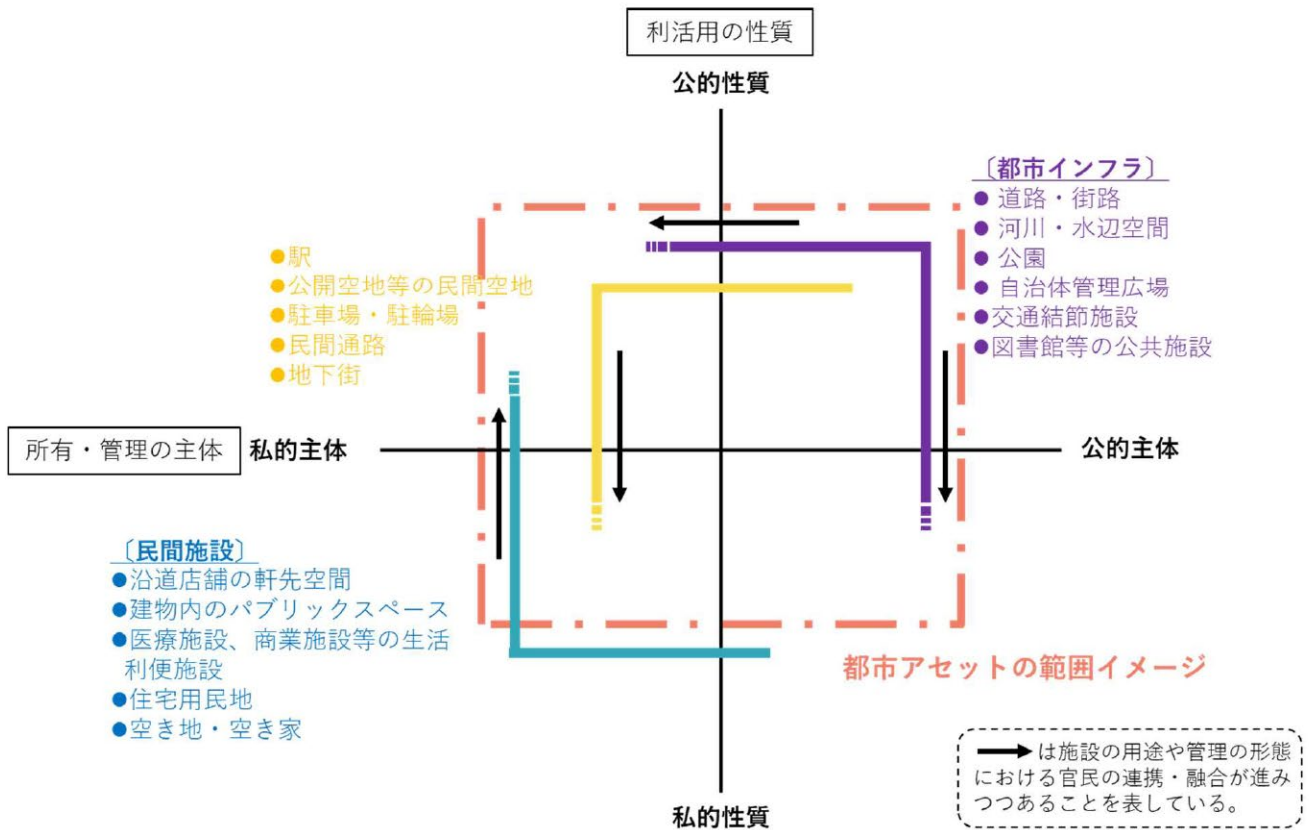 利活用の性質
公的性質
〔都市インフラ〕
● 道路・街路
● 河川・水辺空間
● 公園
● 自治体管理広場
●交通結節施設
●図書館等の公共施設
●駅
●公開空地等の民間空地
●駐車場・駐輪場
●民間通路
●地下街
所有・管理の主体
私的主体
公的主体
〔民間施設〕
●沿道店舗の軒先空間
●建物内のパブリックスペース
●医療施設、商業施設等の生活
利便施設
●住宅用民地
●空き地・空き家
都市アセットの範囲イメージ
は施設の用途や管理の形態
における官民の連携・融合が進み
つつあることを表している。
私的性質